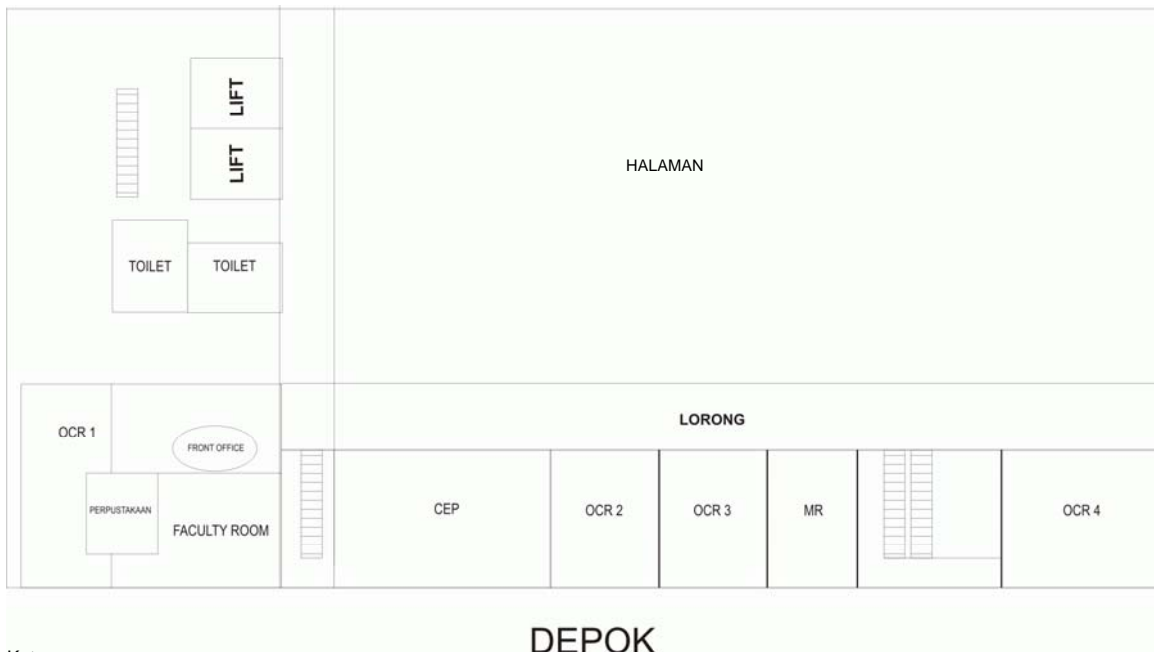 LIFT
LIFT
HALAMAN
TOILET
TOILET
OCR 1
FRONT OFFICE
LORONG
PERPUSTAKAAN
FACULTY ROOM
CEP
OCR 2
OCR 3
MR
OCR 4
DEPOK